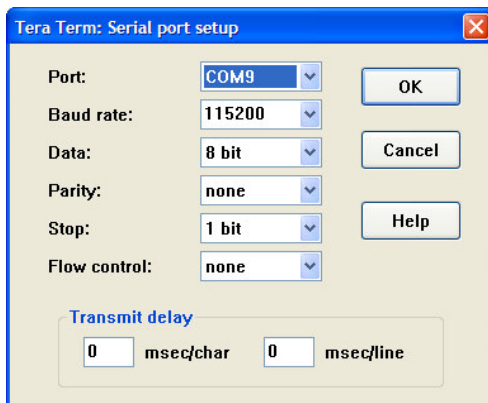 Tera Term: Serial port setup
Port: COM9 OK
Baud rate: 115200
Data: 8 bit Cancel
Parity: none
Stop: 1 bit Help
Flow control: none
Transmit delay
0 msec/char 0 msec/line